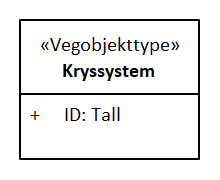 «Vegobjekttype»
Kryssystem
+ ID: Tall